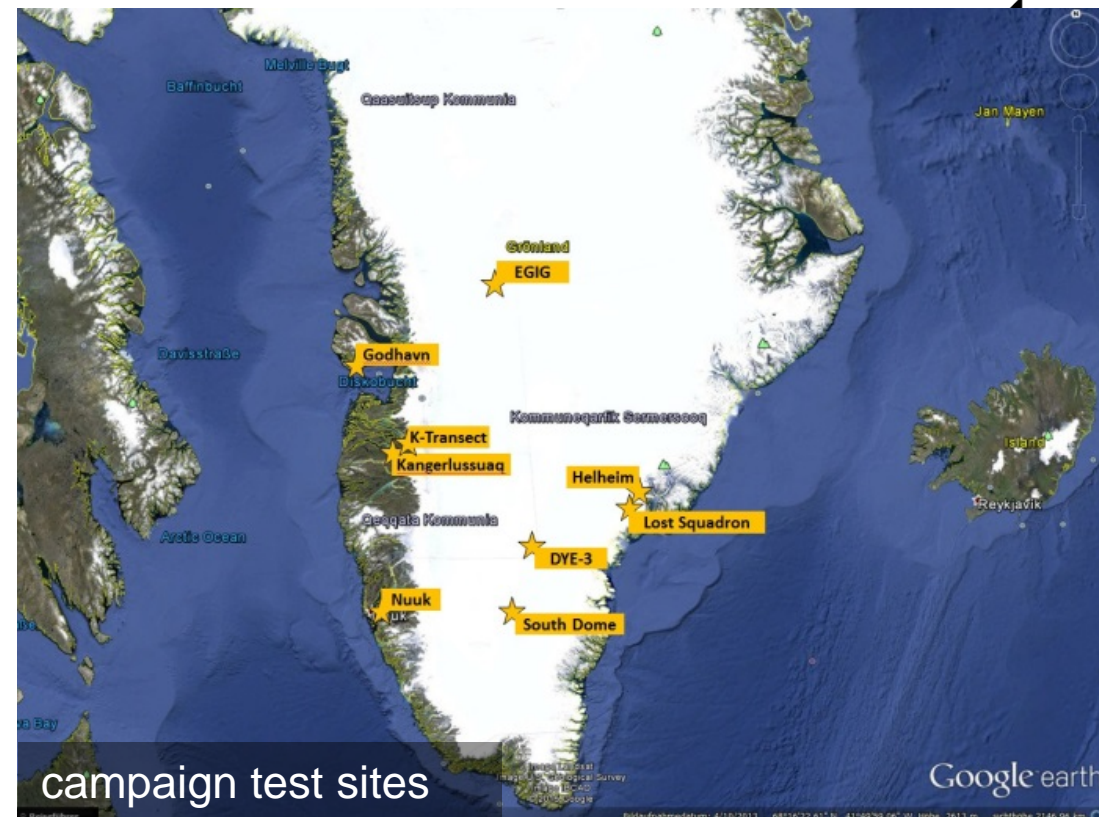 Melville Bugt
Baffinbucht
Qaasuitsup Kommunia
Jan Mayen
Grönland
EGIG
Godhavn
Davisstraße
Diskobucht
Kommuneqarfik Sermersooq
K-Transect
Kangerlussuaq
Island
Helheim
Reykjavík
Lost Squadron
Qeqqata Kommunia
Arctic Ocean
DYE-3
Nuuk
South Dome
campaign test sites
Google earth